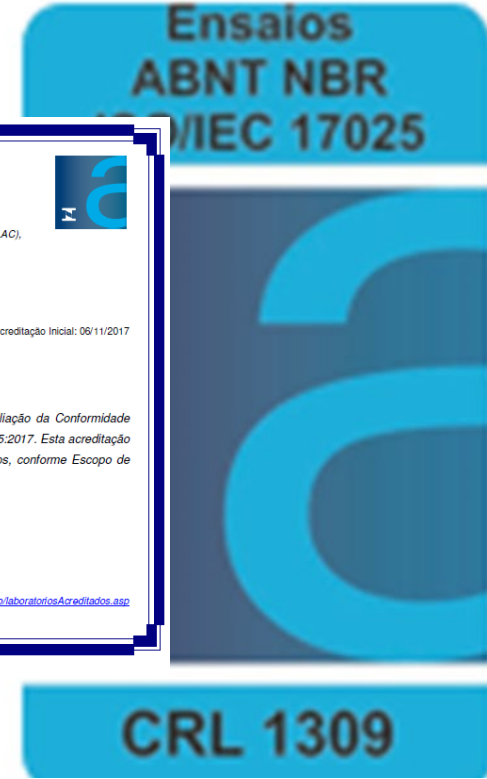 Ensaios
ABNT NBR
/IEC 17025
AC),
creditação Inicial: 06/11/2017
liação da Conformidade
5:2017. Esta acreditação
os, conforme Escopo de
o/laboratoriosAcreditados.asp
CRL 1309